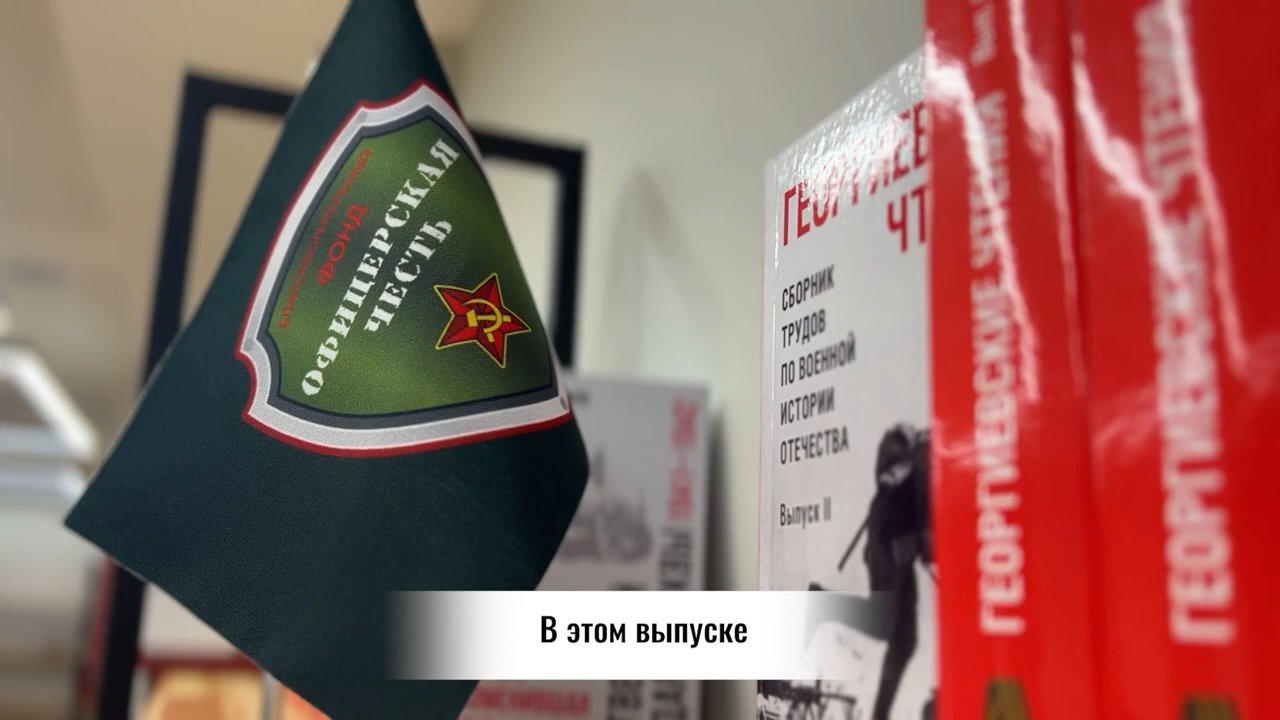 БЛАГОТВОРИТЕЛЬНЫЙ
ФОНД
ОФИЦЕРСКАЯ
ЧЕСТЬ
ГЕОРГИЕВ
ЧТ
СБОРНИК
ТРУДОВ
ПО ВОЕННОЙ
ИСТОРИИ
ОТЕЧЕСТВА
Выпуск II
ГЕОРГИЕВСКИЕ ЧТЕНИЯ
ГЕОРГИЕВСКИЕ ЧТЕНИЯ
В этом выпуске